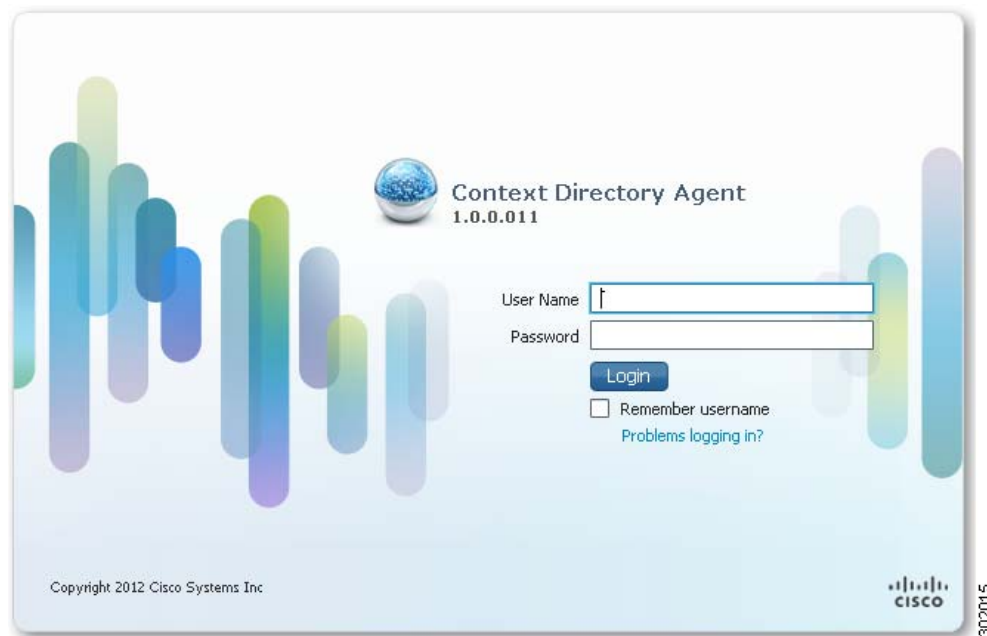 Context Directory Agent
1.0.0.011
User Name
Password
Login
Remember username
Problems logging in?
Copyright 2012 Cisco Systems Inc
CISCO
302015